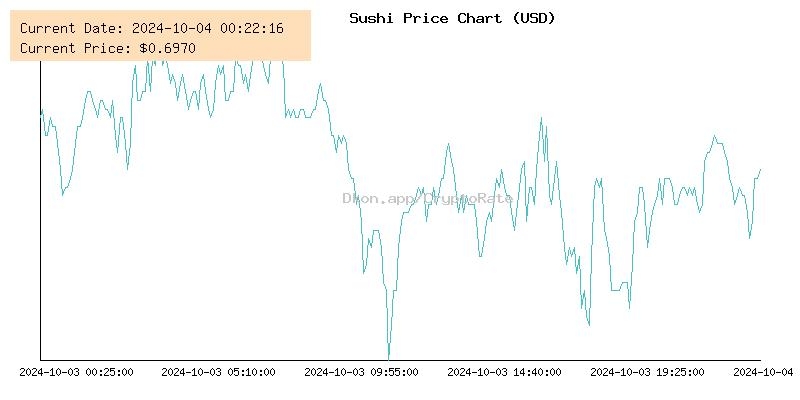 Sushi Price Chart (USD)
Current Date: 2024-10-04 00:22:16
Current Price: $0.6970
Dhon.app/CryptoRate
2024-10-03 00:25:00 2024-10-03 05:10:00 2024-10-03 09:55:00 2024-10-03 14:40:00 2024-10-03 19:25:00 2024-10-04